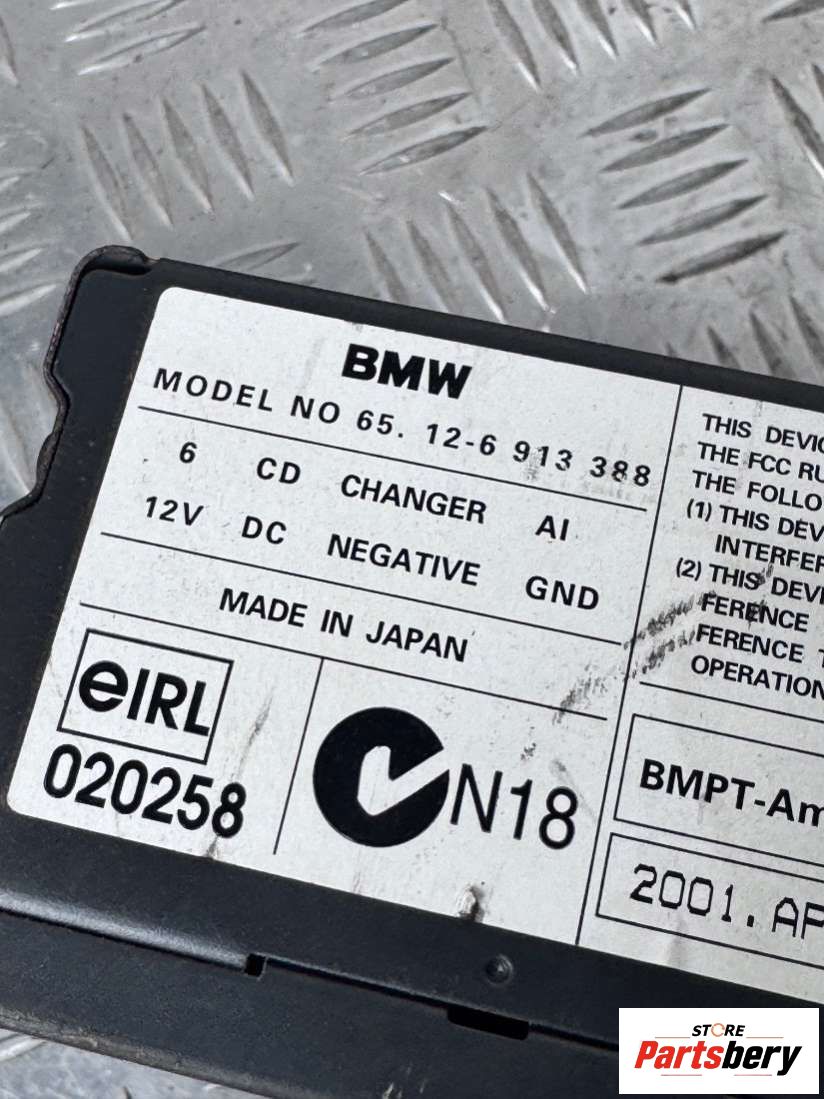 BMW
MODEL NO 65. 12-6 913 388
6 CD CHANGER AI
12V DC NEGATIVE GND
MADE IN JAPAN
eIRL
020258
N18
THIS DEVIC
THE FCC RU
THE FOLLO
(1) THIS DEV
INTERFER
(2) THIS DEVI
FERENCE
FERENCE T
OPERATION
BMPT-Am
2001.AP
STORE
Partsbery